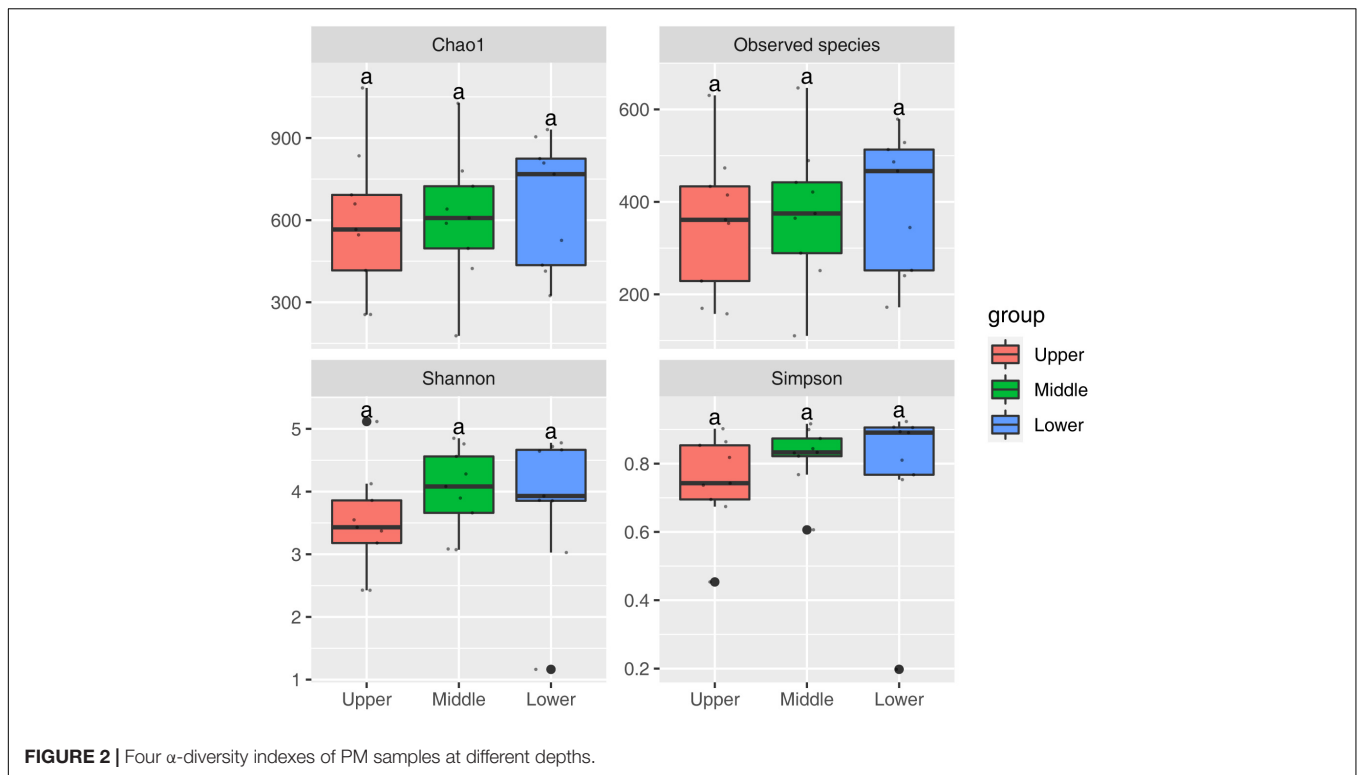 Chao1
Observed species
a
a
a
a
a
a
900
600
300
600
400
200
Shannon
Simpson
a
a
a
a
a
a
5
4
3
2
1
0.8
0.6
0.4
0.2
Upper
Middle
Lower
Upper
Middle
Lower
group
Upper
Middle
Lower
FIGURE 2 | Four α-diversity indexes of PM samples at different depths.